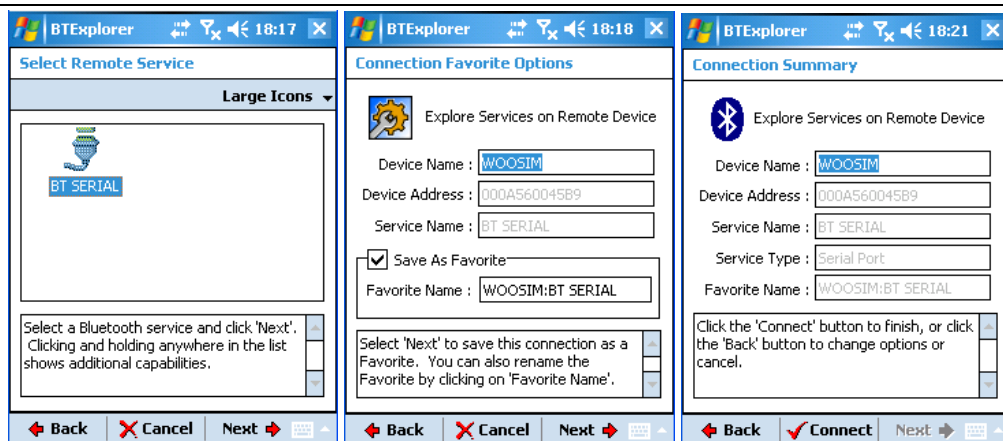 BTExplorer 18:17
Select Remote Service
Large Icons
BT SERIAL
Select a Bluetooth service and click 'Next'.
Clicking and holding anywhere in the list
shows additional capabilities.
Back Cancel Next
BTExplorer 18:18
Connection Favorite Options
Explore Services on Remote Device
Device Name : WOOSIM
Device Address : 000A560045B9
Service Name : BT SERIAL
Save As Favorite
Favorite Name : WOOSIM:BT SERIAL
Select 'Next' to save this connection as a
Favorite. You can also rename the
Favorite by clicking on 'Favorite Name'.
Back Cancel Next
BTExplorer 18:21
Connection Summary
Explore Services on Remote Device
Device Name : WOOSIM
Device Address : 000A560045B9
Service Name : BT SERIAL
Service Type : Serial Port
Favorite Name : WOOSIM:BT SERIAL
Click the 'Connect' button to finish, or click
the 'Back' button to change options or
cancel.
Back Connect Next